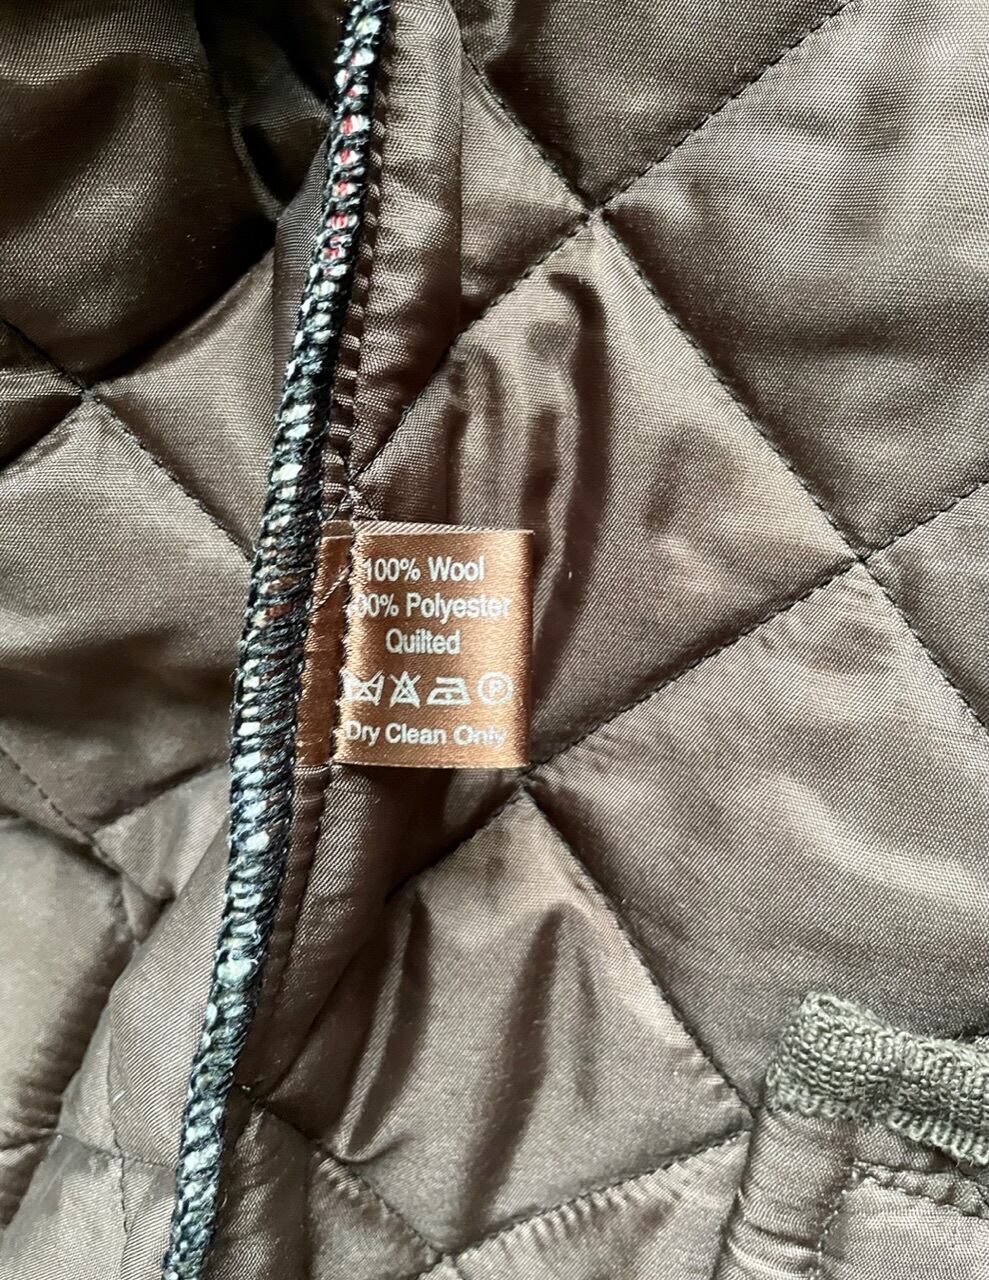 100% Wool
00% Polyester
Quilted
P
Dry Clean Only